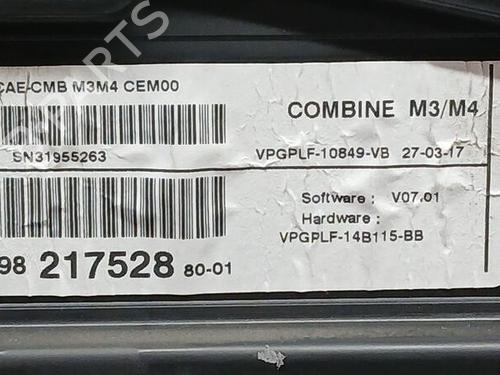 CAE-CMB M3M4 CEM00
SN31955263
98 217528 80-01
COMBINE M3/M4
VPGPLF-10849-VB 27-03-17
Software : V07.01
Hardware :
VPGPLF-14B115-BB
PARTS